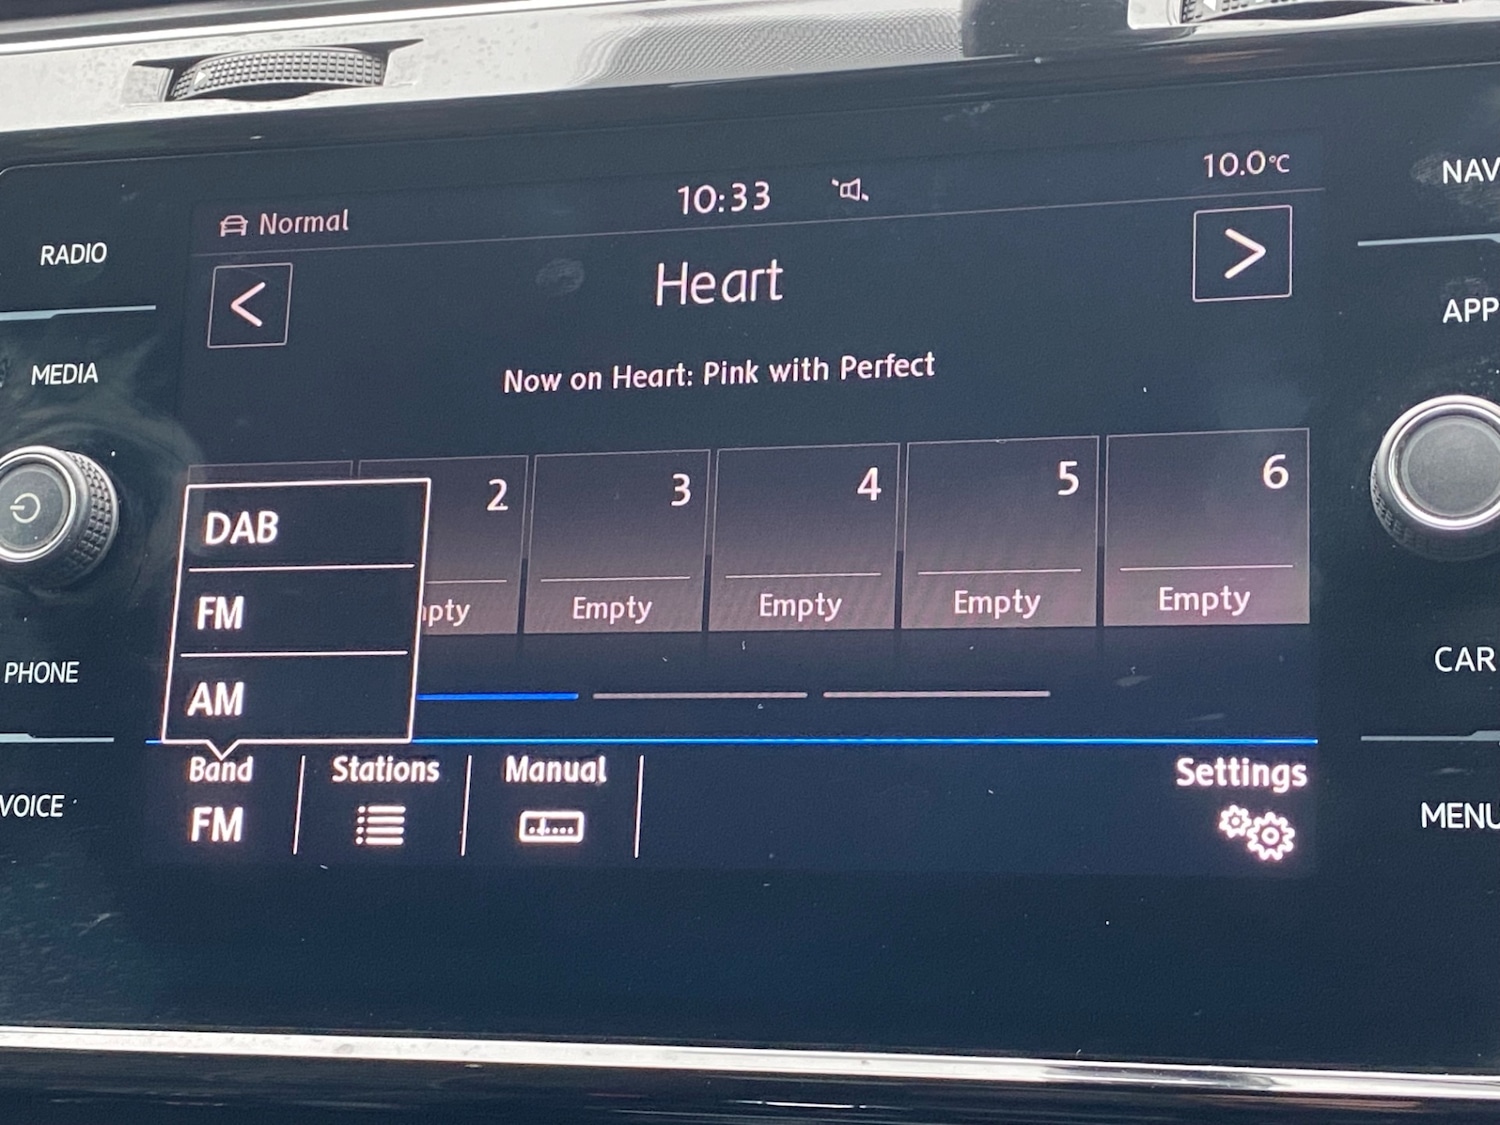 RADIO
MEDIA
PHONE
VOICE
Normal
10:33
10.0°C
Heart
Now on Heart: Pink with Perfect
2
3
4
5
6
Empty
Empty
Empty
Empty
DAB
FM
AM
Band
FM
Stations
Manual
Settings
NAV
APP
CAR
MENU